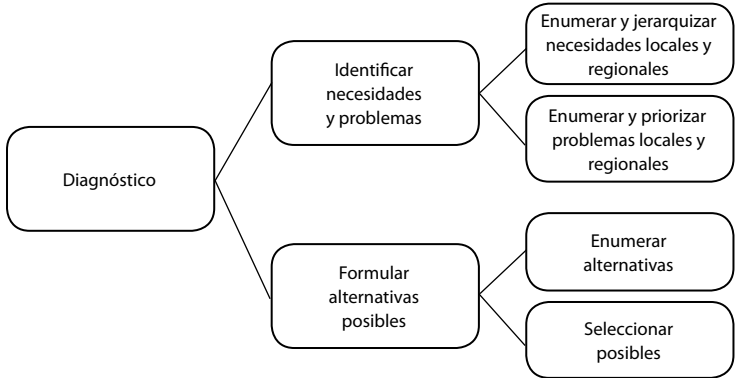 Diagnóstico
Identificar
necesidades
y problemas
Enumerar y jerarquizar
necesidades locales y
regionales
Enumerar y priorizar
problemas locales y
regionales
Formular
alternativas
posibles
Enumerar
alternativas
Seleccionar
posibles